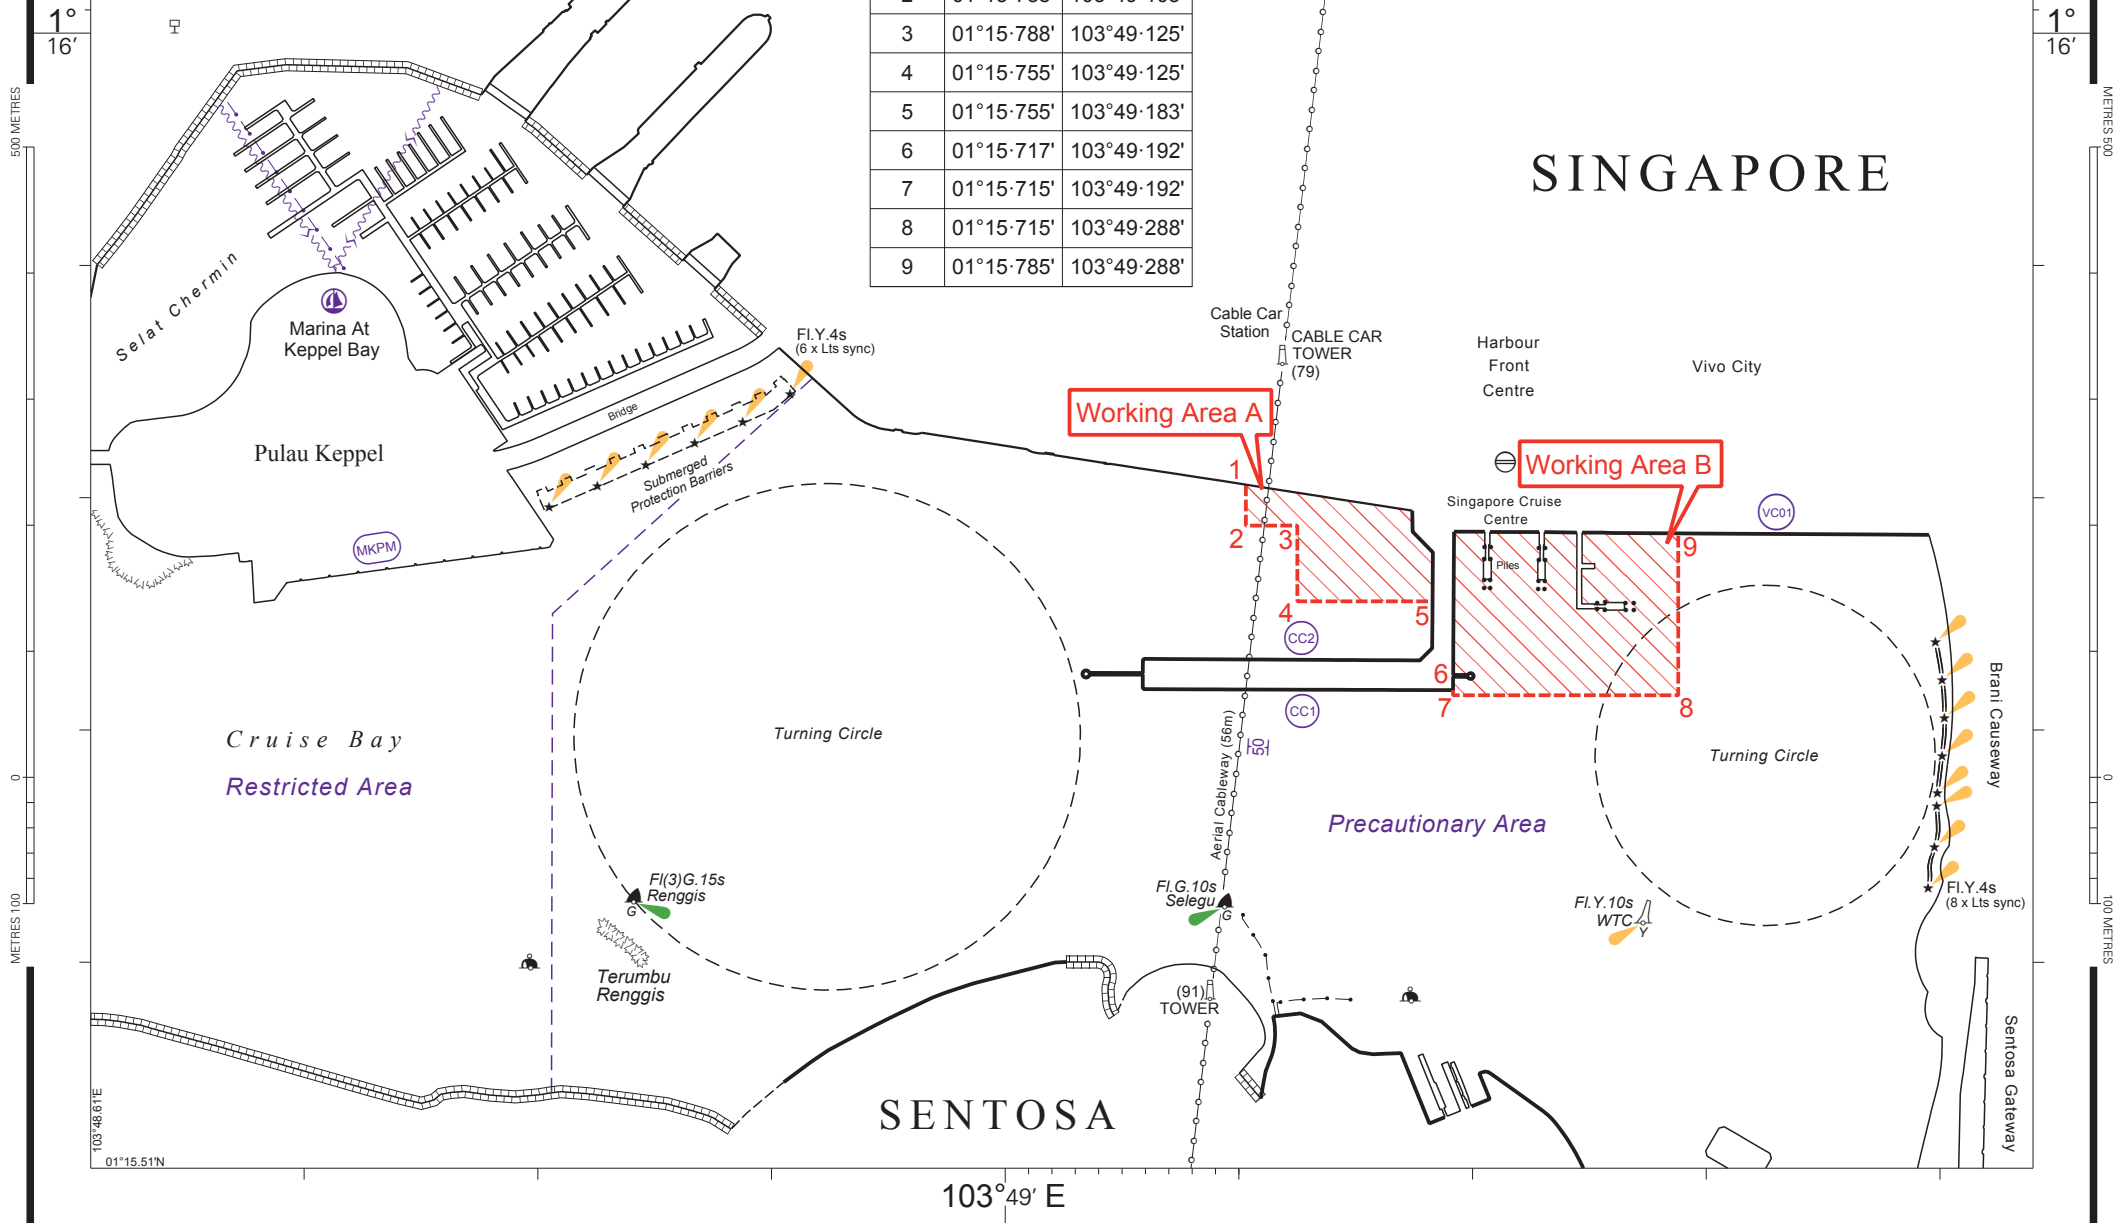 1°
16′
1°
16′
500 METRES
METRES 500
3 01°15·788' 103°49·125'
4 01°15·755' 103°49·125'
5 01°15·755' 103°49·183'
6 01°15·717' 103°49·192'
7 01°15·715' 103°49·192'
8 01°15·715' 103°49·288'
9 01°15·785' 103°49·288'
SINGAPORE
Selat Chermin
Marina At
Keppel Bay
Cable Car
Station
CABLE CAR
TOWER
(79)
Harbour
Front
Centre
Vivo City
Fl.Y.4s
(6 x Lts sync)
Bridge
Submerged
Protection Barriers
Pulau Keppel
MKPM
Working Area A
Working Area B
Singapore Cruise
Centre
VC01
Piles
1
2
3
4
5
6
7
8
9
CC2
CC1
Cruise Bay
Restricted Area
Turning Circle
Aerial Cableway (56m)
50
Turning Circle
Precautionary Area
Brani Causeway
0
0
METRES 100
100 METRES
Fl(3)G.15s
Renggis
G
Terumbu
Renggis
Fl.G.10s
Selegu
G
Fl.Y.10s
WTC
Y
Fl.Y.4s
(8 x Lts sync)
(91)
TOWER
SENTOSA
Sentosa Gateway
103°48.61'E
01°15.51'N
103°49′ E